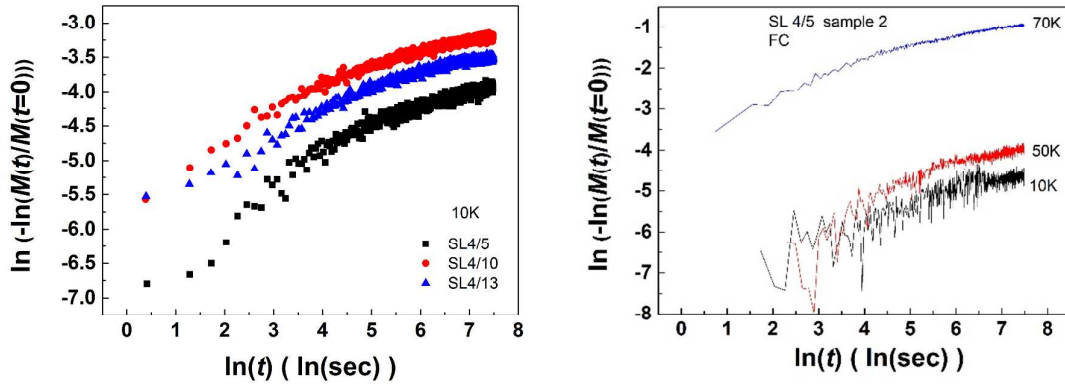 ln (-ln(M(t)/M(t=0)))
-3.0
-3.5
-4.0
-4.5
-5.0
-5.5
-6.0
-6.5
-7.0
10K
SL4/5
SL4/10
SL4/13
0 1 2 3 4 5 6 7 8
ln(t) ( ln(sec) )
ln (-ln(M(t)/M(t=0)))
SL 4/5 sample 2
FC
70K
50K
10K
-1
-2
-3
-4
-5
-6
-7
-8
0 1 2 3 4 5 6 7 8
ln(t) ( ln(sec) )